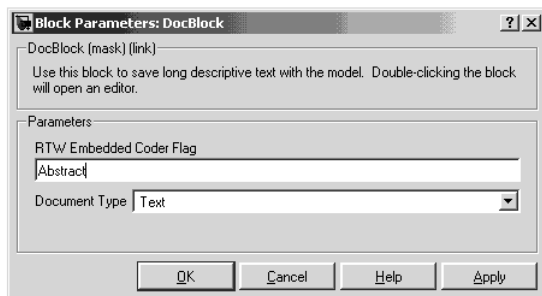 Block Parameters: DocBlock
DocBlock (mask) (link)
Use this block to save long descriptive text with the model. Double-clicking the block
will open an editor.
Parameters
RTW Embedded Coder Flag
Abstract
Document Type Text
OK Cancel Help Apply